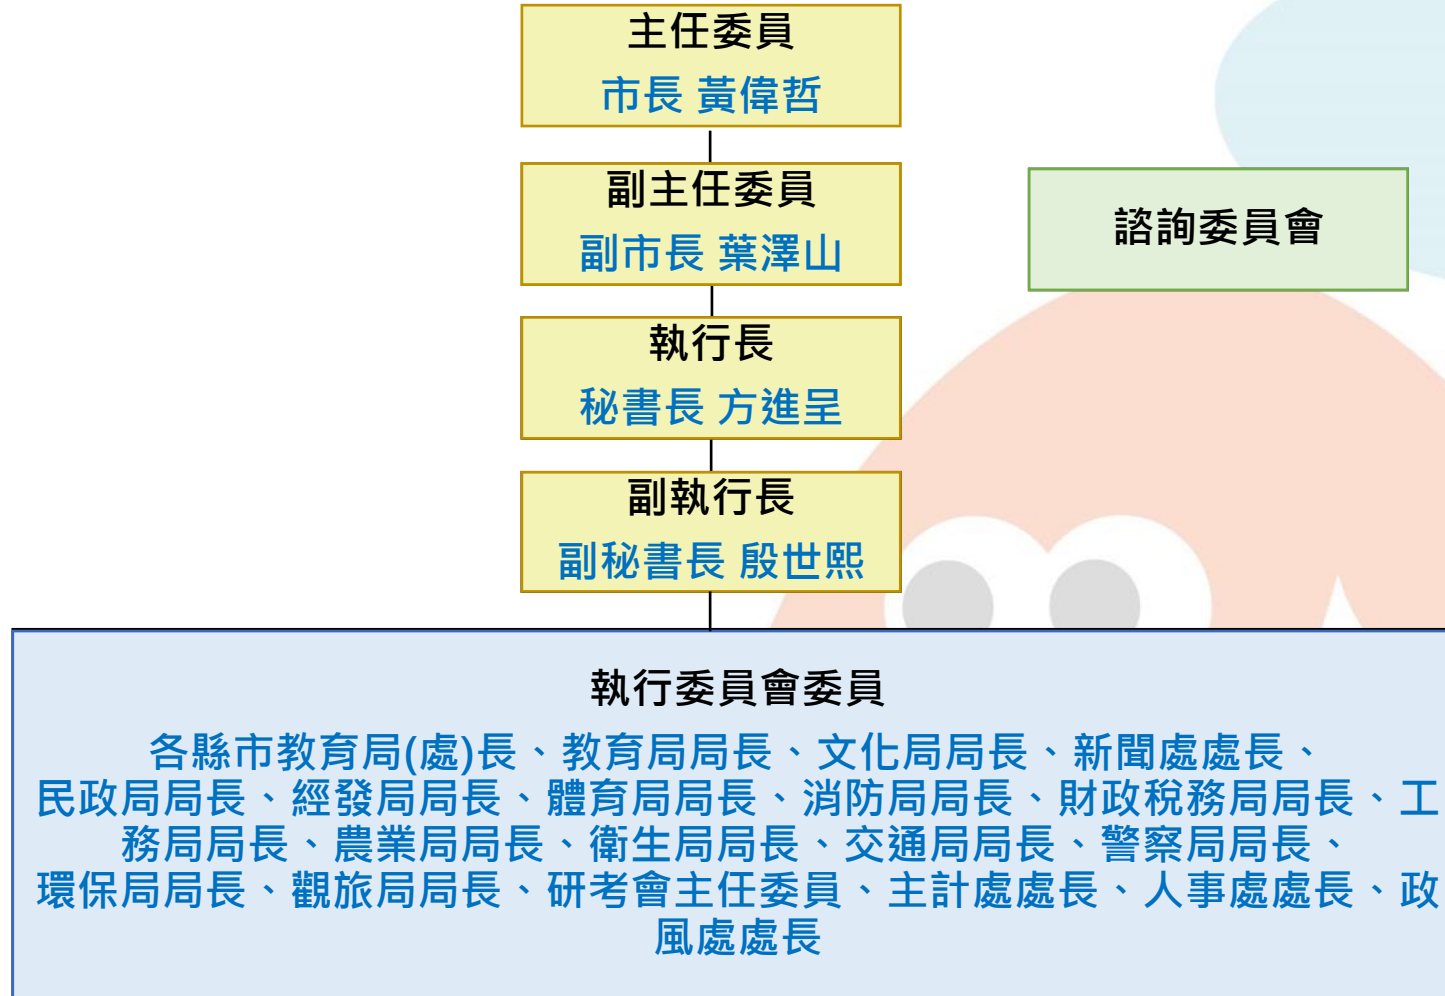 主任委員
市長 黃偉哲
副主任委員
副市長 葉澤山
諮詢委員會
執行長
秘書長 方進呈
副執行長
副秘書長 殷世熙
執行委員會委員
各縣市教育局(處)長、教育局局長、文化局局長、新聞處處長、
民政局局長、經發局局長、體育局局長、消防局局長、財政稅務局局長、工
務局局長、農業局局長、衛生局局長、交通局局長、警察局局長、
環保局局長、觀旅局局長、研考會主任委員、主計處處長、人事處處長、政
風處處長